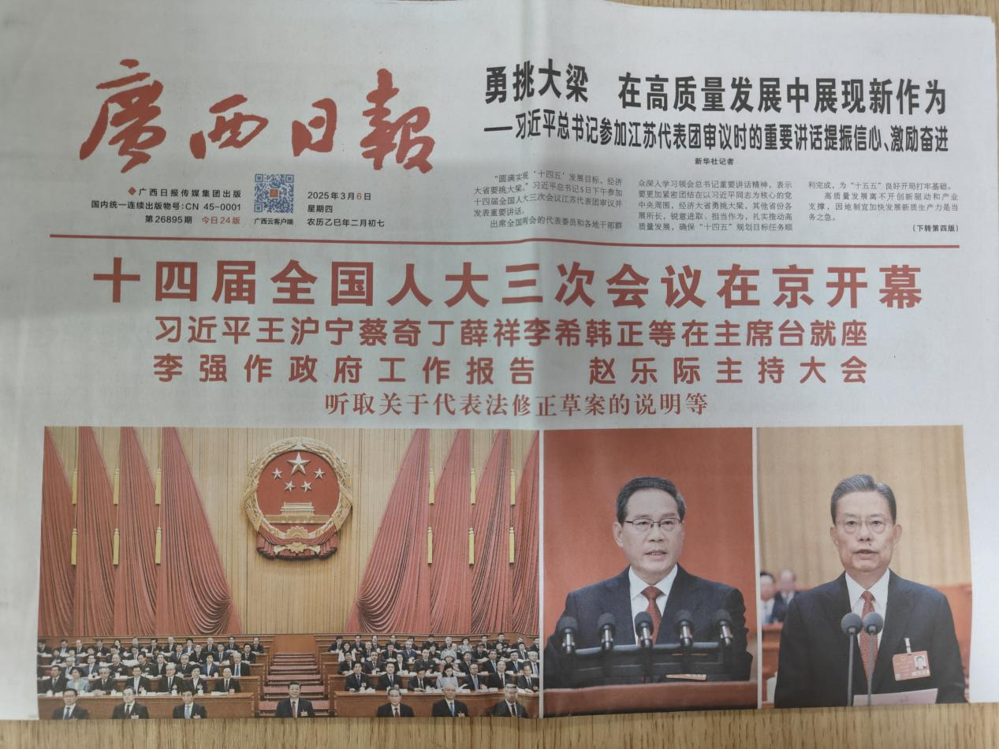 廣西日報
◆广西日报传媒集团出版
国内统一连续出版物号：CN 45-0001
第26895期 今日24版
广西云客户端
2025年3月6日
星期四
农历乙巳年二月初七
勇挑大梁 在高质量发展中展现新作为
——习近平总书记参加江苏代表团审议时的重要讲话提振信心、激励奋进
新华社记者
“圆满实现‘十四五’发展目标，经济
大省要挑大梁。”习近平总书记5日下午参加
十四届全国人大三次会议江苏代表团审议并
发表重要讲话。
出席全国两会的代表委员和各地干部群
众深入学习领会总书记重要讲话精神，表示
要更加紧密团结在以习近平同志为核心的党
中央周围，经济大省勇挑大梁，其他省份各
展所长，锐意进取、担当作为，扎实推动高
质量发展，确保“十四五”规划目标任务顺
利完成，为“十五五”良好开局打牢基础。
高质量发展离不开创新驱动和产业
支撑，因地制宜加快发展新质生产力是当
务之急。
（下转第四版）
十四届全国人大三次会议在京开幕
习近平王沪宁蔡奇丁薛祥李希韩正等在主席台就座
李强作政府工作报告 赵乐际主持大会
听取关于代表法修正草案的说明等